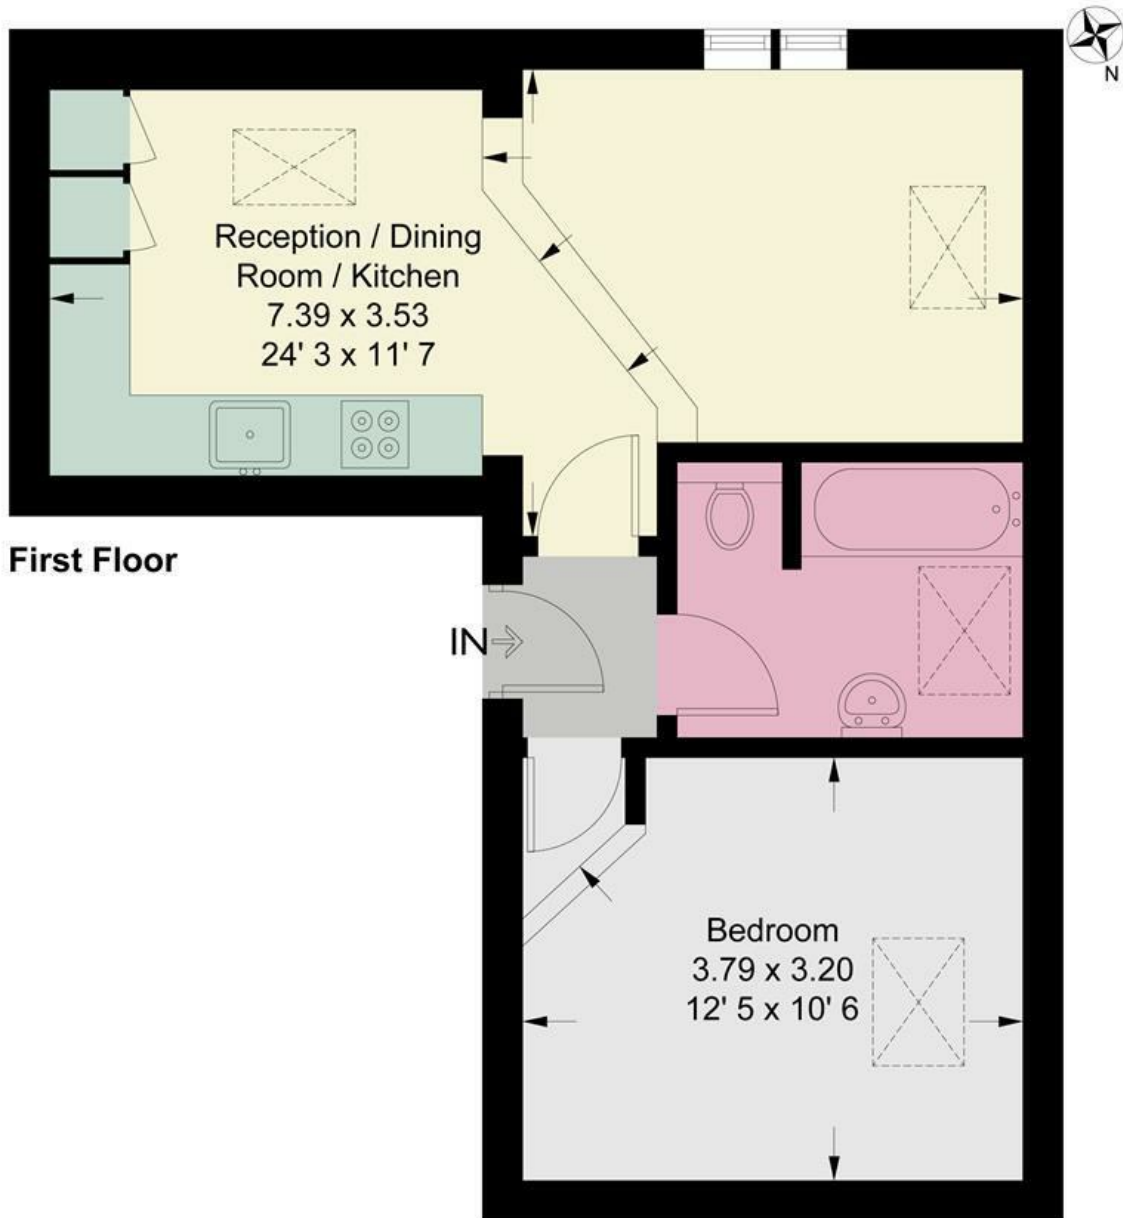 N
Reception / Dining
Room / Kitchen
7.39 x 3.53
24' 3 x 11' 7
First Floor
IN
Bedroom
3.79 x 3.20
12' 5 x 10' 6